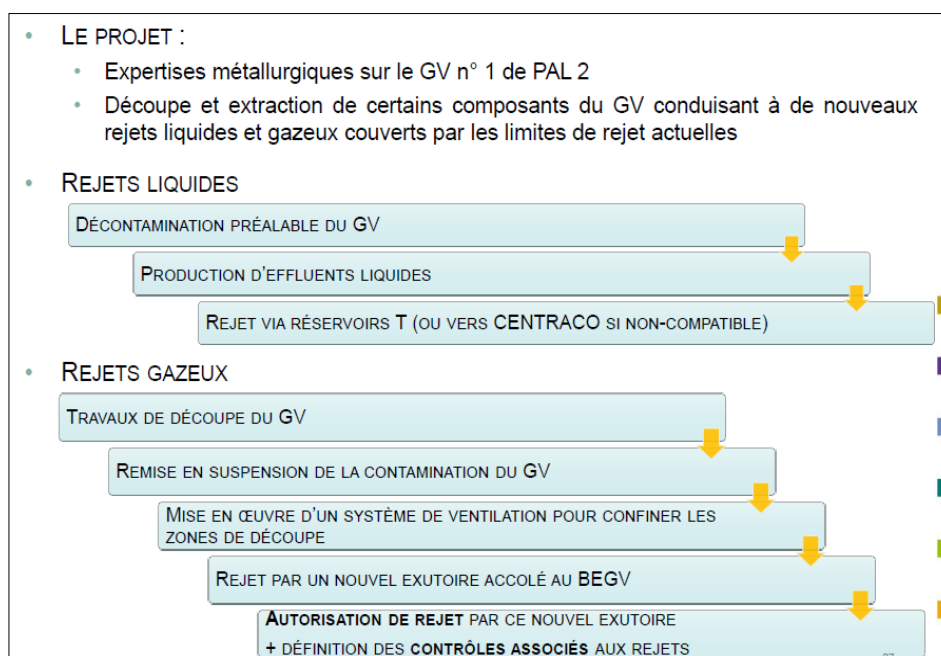 • LE PROJET :
• Expertises métallurgiques sur le GV n° 1 de PAL 2
• Découpe et extraction de certains composants du GV conduisant à de nouveaux
rejets liquides et gazeux couverts par les limites de rejet actuelles
• REJETS LIQUIDES
DÉCONTAMINATION PRÉALABLE DU GV
PRODUCTION D'EFFLUENTS LIQUIDES
REJET VIA RÉSERVOIRS T (OU VERS CENTRACO SI NON-COMPATIBLE)
• REJETS GAZEUX
TRAVAUX DE DÉCOUPE DU GV
REMISE EN SUSPENSION DE LA CONTAMINATION DU GV
MISE EN ŒUVRE D'UN SYSTÈME DE VENTILATION POUR CONFINER LES
ZONES DE DÉCOUPE
REJET PAR UN NOUVEL EXUTOIRE ACCOLÉ AU BEGV
AUTORISATION DE REJET PAR CE NOUVEL EXUTOIRE
+ DÉFINITION DES CONTRÔLES ASSOCIÉS AUX REJETS